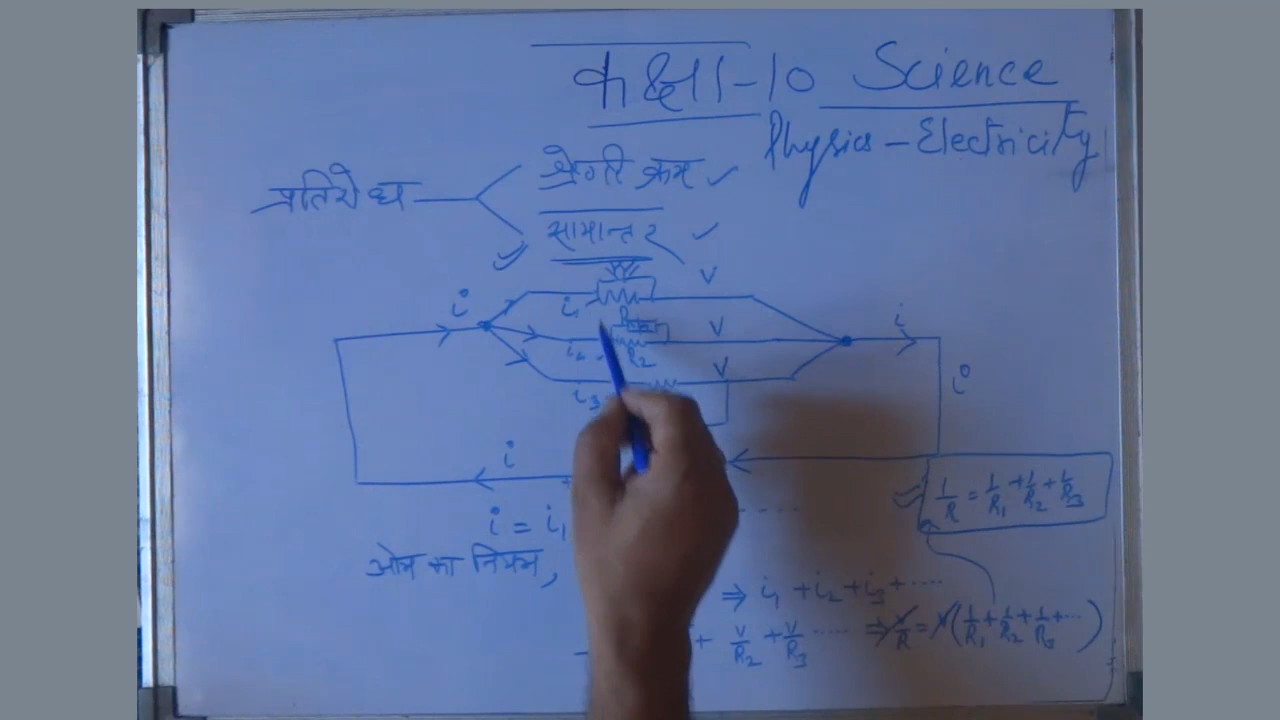 कक्षा-10 Science
Physics - Electricity
प्रतिरोध
श्रेणी क्रम ✓
✓ सामान्तर ✓
i i₁ R₁ V
i₂ R₂ V
i₃ V
i
i
i
i = i₁
1/R = 1/R₁ + 1/R₂ + 1/R₃
ओम का नियम,
⇒ i₁ + i₂ + i₃ + ....
+ V/R₂ + V/R₃ ..... ⇒ V/R = V(1/R₁ + 1/R₂ + 1/R₃ + ...)